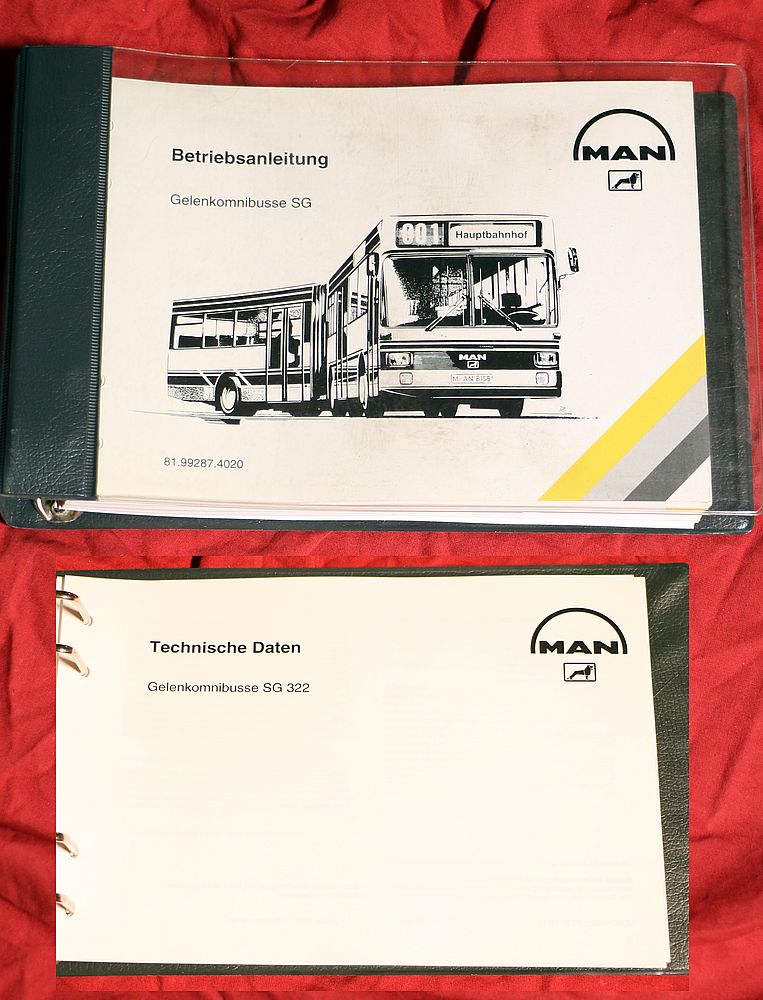 Betriebsanleitung
MAN
Gelenkomnibusse SG
001 Hauptbahnhof
MAN
81.99287.4020
Technische Daten
MAN
Gelenkomnibusse SG 322